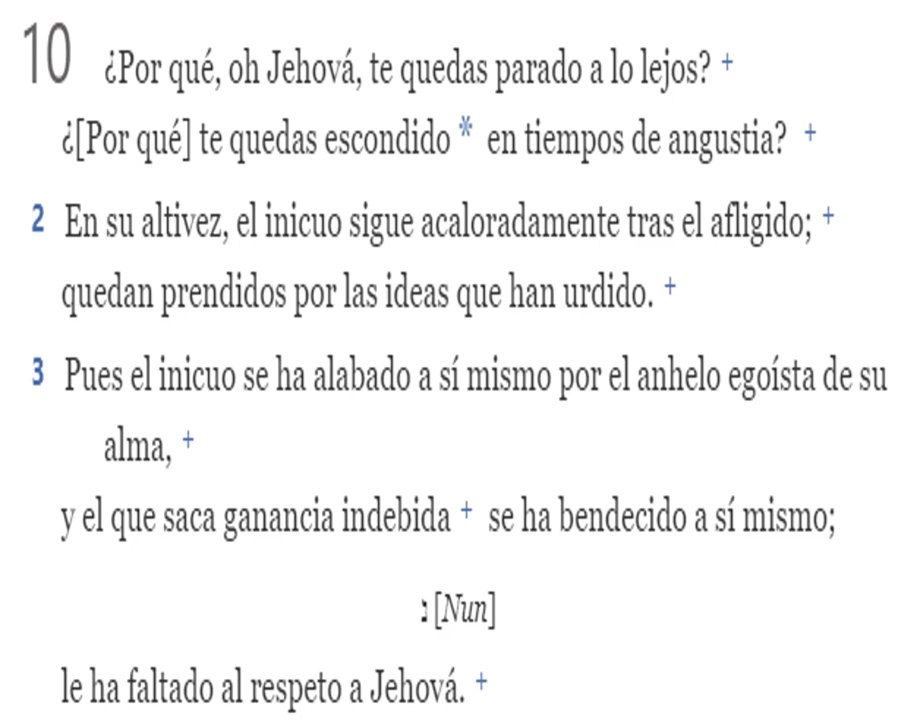 10 ¿Por qué, oh Jehová, te quedas parado a lo lejos? +
¿[Por qué] te quedas escondido * en tiempos de angustia? +
2 En su altivez, el inicuo sigue acaloradamente tras el afligido; +
quedan prendidos por las ideas que han urdido. +
3 Pues el inicuo se ha alabado a sí mismo por el anhelo egoísta de su
alma, +
y el que saca ganancia indebida + se ha bendecido a sí mismo;
נ [Nun]
le ha faltado al respeto a Jehová. +